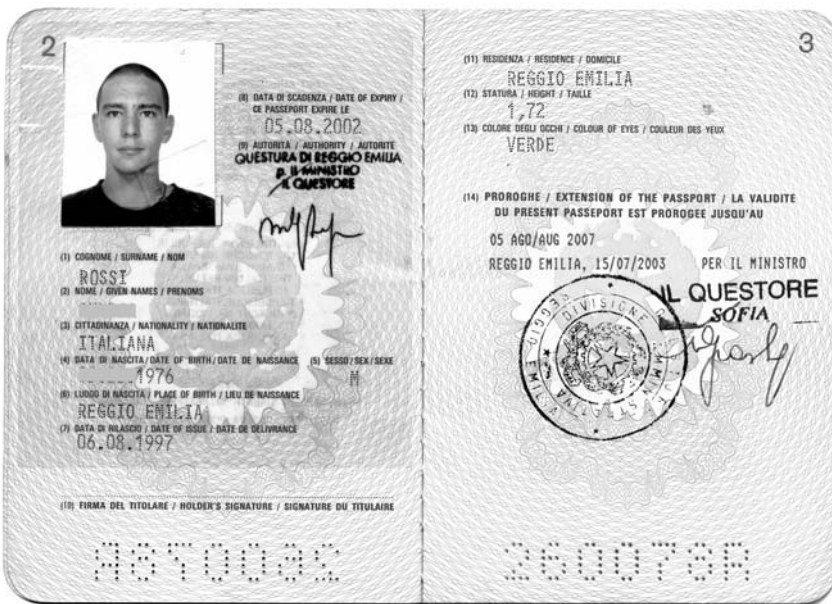 2
(8) DATA DI SCADENZA / DATE OF EXPIRY /
CE PASSEPORT EXPIRE LE
05.08.2002
(9) AUTORITÀ / AUTHORITY / AUTORITÉ
QUESTURA DI REGGIO EMILIA
p. IL MINISTRO
IL QUESTORE
(1) COGNOME / SURNAME / NOM
ROSSI
(2) NOME / GIVEN NAMES / PRENOMS
(3) CITTADINANZA / NATIONALITY / NATIONALITE
ITALIANA
(4) DATA DI NASCITA / DATE OF BIRTH / DATE DE NAISSANCE (5) SESSO / SEX / SEXE
1976 M
(6) LUOGO DI NASCITA / PLACE OF BIRTH / LIEU DE NAISSANCE
REGGIO EMILIA
(7) DATA DI RILASCIO / DATE OF ISSUE / DATE DE DELIVRANCE
06.08.1997
(10) FIRMA DEL TITOLARE / HOLDER'S SIGNATURE / SIGNATURE DU TITULAIRE
3
(11) RESIDENZA / RESIDENCE / DOMICILE
REGGIO EMILIA
(12) STATURA / HEIGHT / TAILLE
1,72
(13) COLORE DEGLI OCCHI / COLOUR OF EYES / COULEUR DES YEUX
VERDE
(14) PROROGHE / EXTENSION OF THE PASSPORT / LA VALIDITE
DU PRESENT PASSEPORT EST PROROGEE JUSQU'AU
05 AGO/AUG 2007
REGGIO EMILIA, 15/07/2003 PER IL MINISTRO
IL QUESTORE
SOFIA
DIVISIONE AMMINISTRATIVA
REGGIO EMILIA